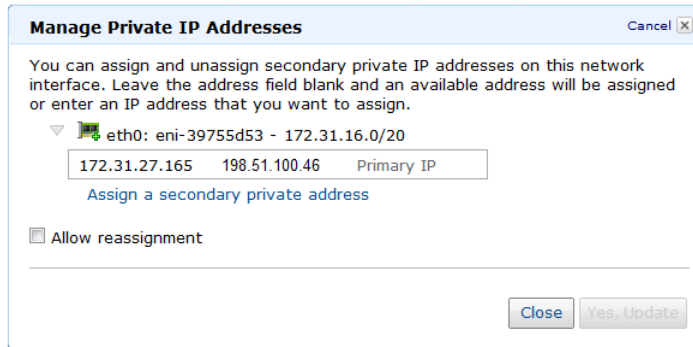 Manage Private IP Addresses
Cancel
You can assign and unassign secondary private IP addresses on this network
interface. Leave the address field blank and an available address will be assigned
or enter an IP address that you want to assign.
eth0: eni-39755d53 - 172.31.16.0/20
172.31.27.165 198.51.100.46 Primary IP
Assign a secondary private address
Allow reassignment
Close Yes, Update